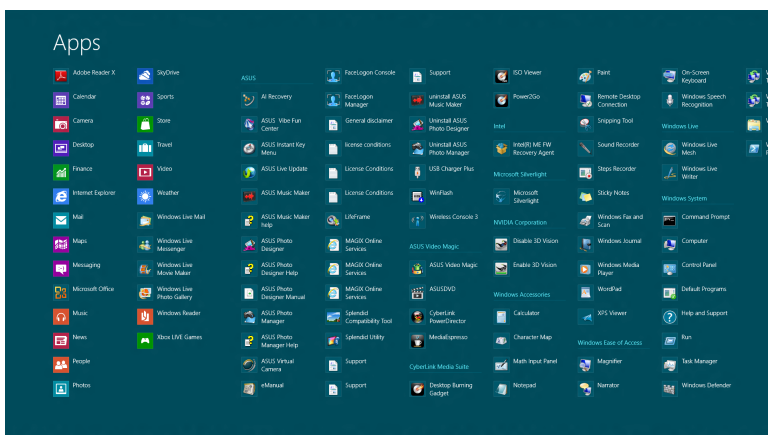 Apps
Adobe Reader X
Calendar
Camera
Desktop
Finance
Internet Explorer
Mail
Maps
Messaging
Microsoft Office
Music
News
People
Photos
SkyDrive
Sports
Store
Travel
Video
Weather
Windows Live Mail
Windows Live
Messenger
Windows Live
Movie Maker
Windows Live
Photo Gallery
Windows Reader
Xbox LIVE Games
ASUS
AI Recovery
ASUS Vibe Fun
Center
ASUS Instant Key
Menu
ASUS Live Update
ASUS Music Maker
ASUS Music Maker
help
ASUS Photo
Designer
ASUS Photo
Designer Help
ASUS Photo
Designer Manual
ASUS Photo
Manager
ASUS Photo
Manager Help
ASUS Virtual
Camera
eManual
FaceLogon Console
FaceLogon
Manager
General disclaimer
license conditions
License Conditions
License Conditions
LifeFrame
MAGIX Online
Services
MAGIX Online
Services
MAGIX Online
Services
Splendid
Compatibility Tool
Splendid Utility
Support
Support
Support
uninstall ASUS
Music Maker
Uninstall ASUS
Photo Designer
Uninstall ASUS
Photo Manager
USB Charger Plus
WinFlash
Wireless Console 3
ASUS Video Magic
ASUS Video Magic
ASUSDVD
CyberLink
PowerDirector
MediaEspresso
CyberLink Media Suite
Desktop Burning
Gadget
ISO Viewer
Power2Go
Intel
Intel(R) ME FW
Recovery Agent
Microsoft Silverlight
Microsoft
Silverlight
NVIDIA Corporation
Disable 3D Vision
Enable 3D Vision
Windows Accessories
Calculator
Character Map
Math Input Panel
Notepad
Paint
Remote Desktop
Connection
Snipping Tool
Sound Recorder
Steps Recorder
Sticky Notes
Windows Fax and
Scan
Windows Journal
Windows Media
Player
WordPad
XPS Viewer
Windows Ease of Access
Magnifier
Narrator
On-Screen
Keyboard
Windows Speech
Recognition
Windows Live
Windows Live
Mesh
Windows Live
Writer
Windows System
Command Prompt
Computer
Control Panel
Default Programs
Help and Support
Run
Task Manager
Windows Defender